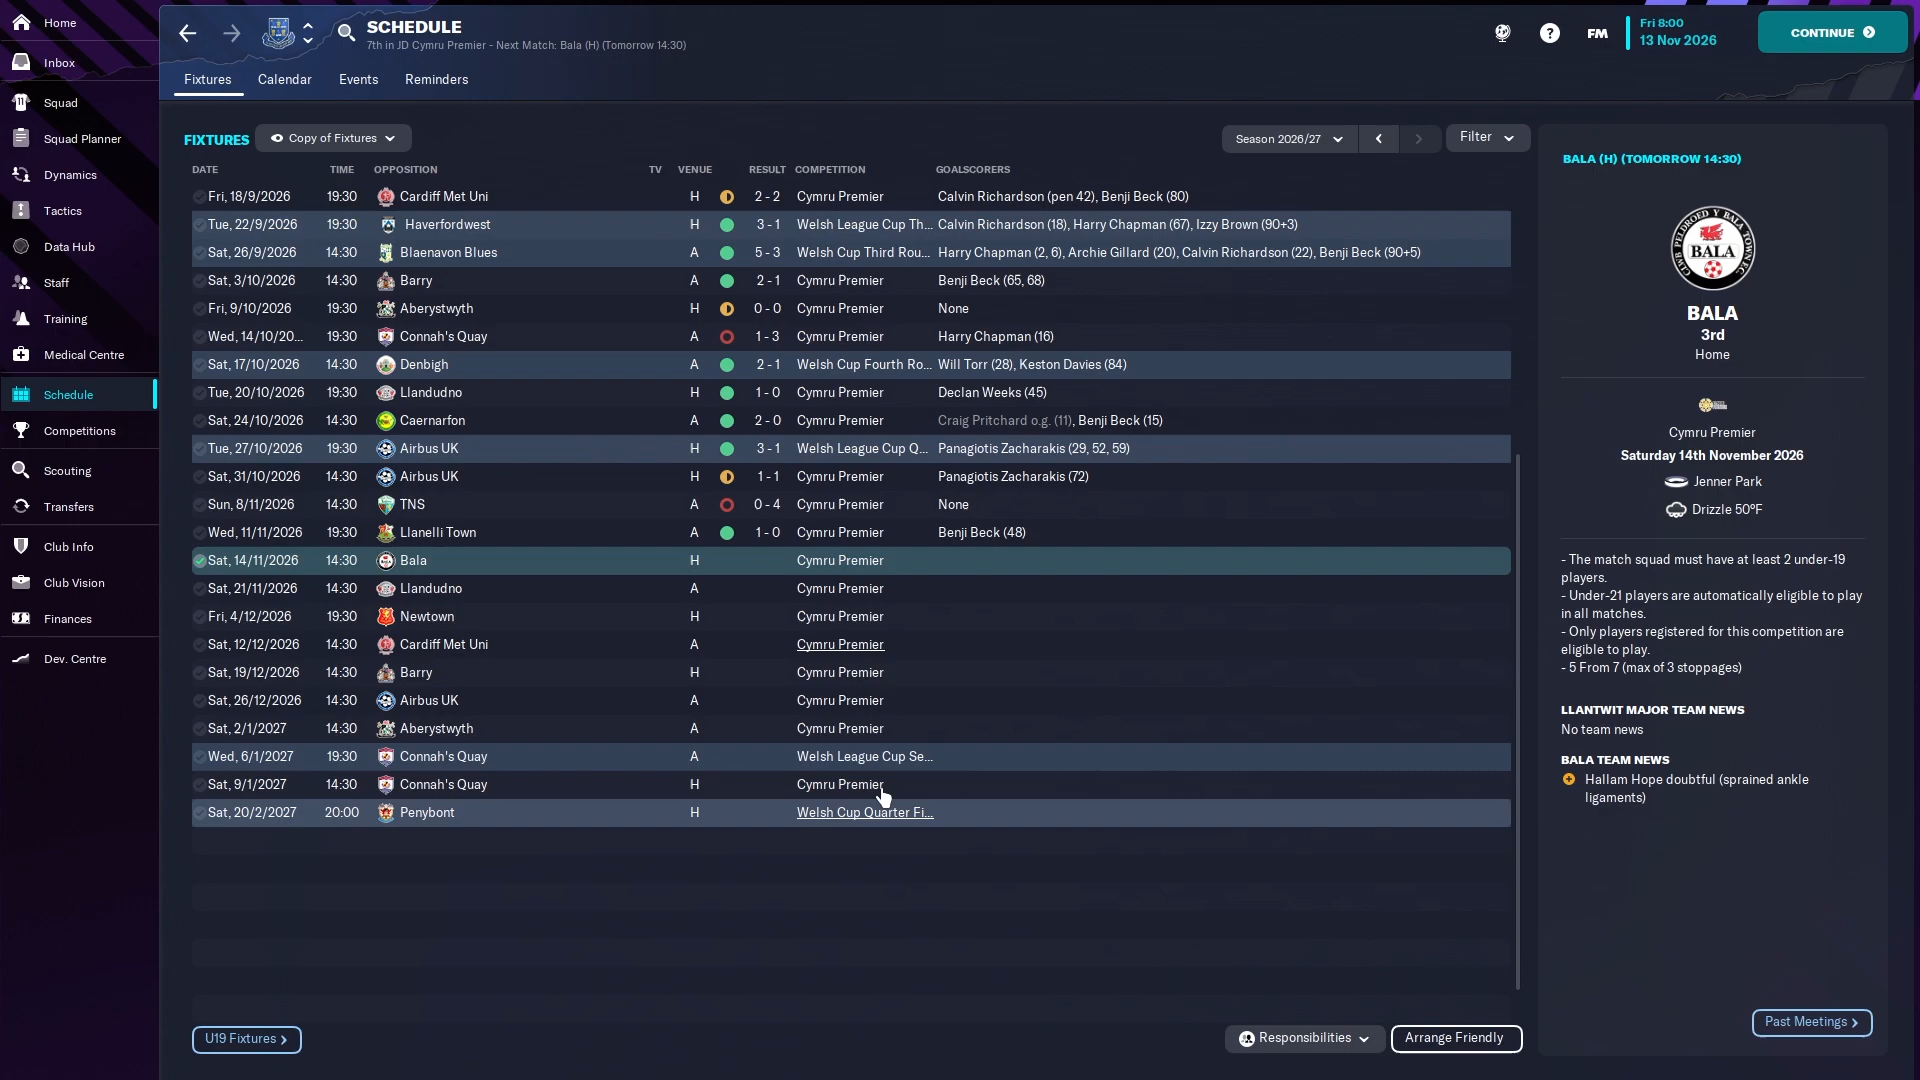 Home
Inbox
Squad
Squad Planner
Dynamics
Tactics
Data Hub
Staff
Training
Medical Centre
Schedule
Competitions
Scouting
Transfers
Club Info
Club Vision
Finances
Dev. Centre
SCHEDULE
7th in JD Cymru Premier - Next Match: Bala (H) (Tomorrow 14:30)
FM
Fri 8:00
13 Nov 2026
CONTINUE
Fixtures Calendar Events Reminders
FIXTURES Copy of Fixtures Season 2026/27 Filter
DATE TIME OPPOSITION TV VENUE RESULT COMPETITION GOALSCORERS
Fri, 18/9/2026 19:30 Cardiff Met Uni H 2 - 2 Cymru Premier Calvin Richardson (pen 42), Benji Beck (80)
Tue, 22/9/2026 19:30 Haverfordwest H 3 - 1 Welsh League Cup Th... Calvin Richardson (18), Harry Chapman (67), Izzy Brown (90+3)
Sat, 26/9/2026 14:30 Blaenavon Blues A 5 - 3 Welsh Cup Third Rou... Harry Chapman (2, 6), Archie Gillard (20), Calvin Richardson (22), Benji Beck (90+5)
Sat, 3/10/2026 14:30 Barry A 2 - 1 Cymru Premier Benji Beck (65, 68)
Fri, 9/10/2026 19:30 Aberystwyth H 0 - 0 Cymru Premier None
Wed, 14/10/20... 19:30 Connah's Quay A 1 - 3 Cymru Premier Harry Chapman (16)
Sat, 17/10/2026 14:30 Denbigh A 2 - 1 Welsh Cup Fourth Ro... Will Torr (28), Keston Davies (84)
Tue, 20/10/2026 19:30 Llandudno H 1 - 0 Cymru Premier Declan Weeks (45)
Sat, 24/10/2026 14:30 Caernarfon A 2 - 0 Cymru Premier Craig Pritchard o.g. (11), Benji Beck (15)
Tue, 27/10/2026 19:30 Airbus UK H 3 - 1 Welsh League Cup Q... Panagiotis Zacharakis (29, 52, 59)
Sat, 31/10/2026 14:30 Airbus UK H 1 - 1 Cymru Premier Panagiotis Zacharakis (72)
Sun, 8/11/2026 14:30 TNS A 0 - 4 Cymru Premier None
Wed, 11/11/2026 19:30 Llanelli Town A 1 - 0 Cymru Premier Benji Beck (48)
Sat, 14/11/2026 14:30 Bala H Cymru Premier
Sat, 21/11/2026 14:30 Llandudno A Cymru Premier
Fri, 4/12/2026 19:30 Newtown H Cymru Premier
Sat, 12/12/2026 14:30 Cardiff Met Uni A Cymru Premier
Sat, 19/12/2026 14:30 Barry H Cymru Premier
Sat, 26/12/2026 14:30 Airbus UK A Cymru Premier
Sat, 2/1/2027 14:30 Aberystwyth A Cymru Premier
Wed, 6/1/2027 19:30 Connah's Quay A Welsh League Cup Se...
Sat, 9/1/2027 14:30 Connah's Quay H Cymru Premier
Sat, 20/2/2027 20:00 Penybont H Welsh Cup Quarter Fi...
U19 Fixtures
Responsibilities
Arrange Friendly
BALA (H) (TOMORROW 14:30)
BALA
BALA
3rd
Home
Cymru Premier
Saturday 14th November 2026
Jenner Park
Drizzle 50ºF
- The match squad must have at least 2 under-19
players.
- Under-21 players are automatically eligible to play
in all matches.
- Only players registered for this competition are
eligible to play.
- 5 From 7 (max of 3 stoppages)
LLANTWIT MAJOR TEAM NEWS
No team news
BALA TEAM NEWS
Hallam Hope doubtful (sprained ankle
ligaments)
Past Meetings